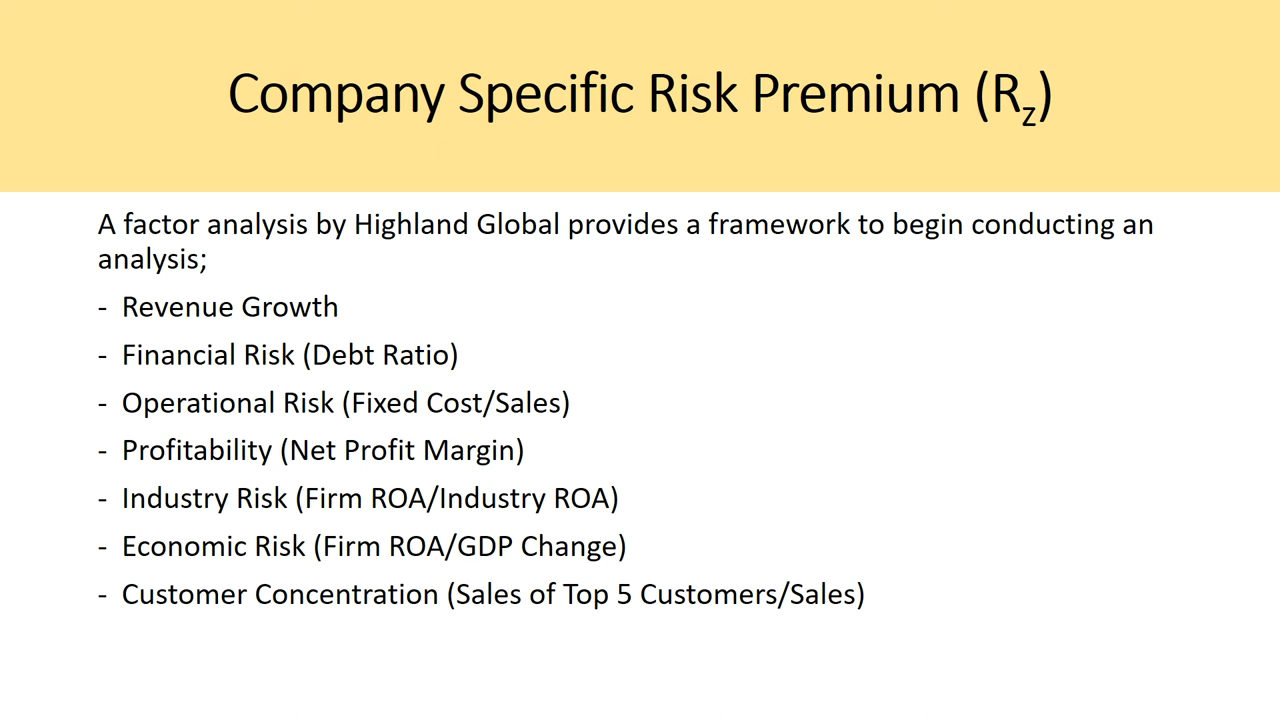 Company Specific Risk Premium (Rz)
A factor analysis by Highland Global provides a framework to begin conducting an
analysis;
- Revenue Growth
- Financial Risk (Debt Ratio)
- Operational Risk (Fixed Cost/Sales)
- Profitability (Net Profit Margin)
- Industry Risk (Firm ROA/Industry ROA)
- Economic Risk (Firm ROA/GDP Change)
- Customer Concentration (Sales of Top 5 Customers/Sales)